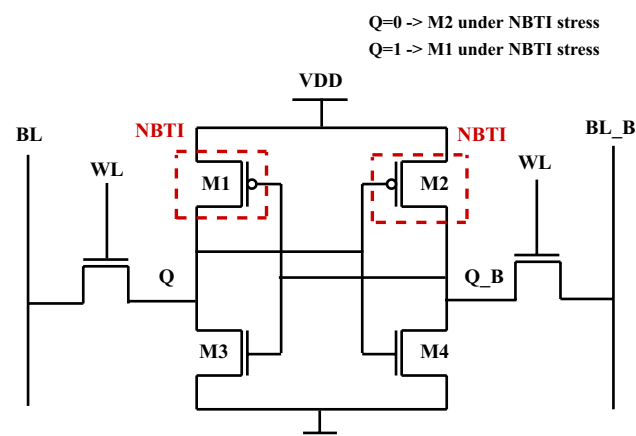 Q=0 -> M2 under NBTI stress
Q=1 -> M1 under NBTI stress
VDD
NBTI
NBTI
BL
BL_B
WL
WL
M1
M2
Q
Q_B
M3
M4